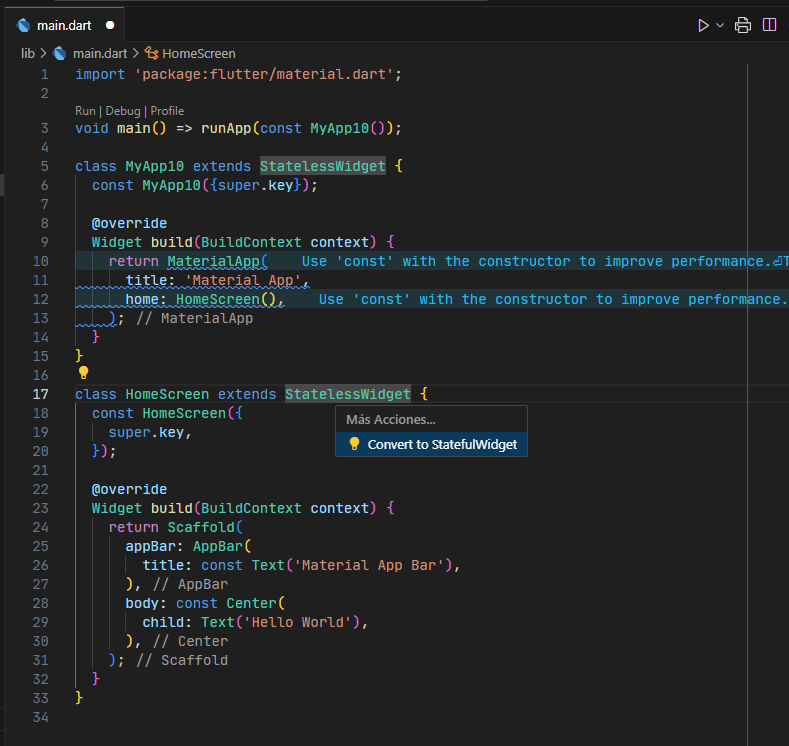 main.dart
lib > main.dart > HomeScreen
1 import 'package:flutter/material.dart';
2
Run | Debug | Profile
3 void main() => runApp(const MyApp10());
4
5 class MyApp10 extends StatelessWidget {
6   const MyApp10({super.key});
7
8   @override
9   Widget build(BuildContext context) {
10     return MaterialApp(    Use 'const' with the constructor to improve performance.⏎T
11       title: 'Material App',
12       home: HomeScreen(),    Use 'const' with the constructor to improve performance.
13     ); // MaterialApp
14   }
15 }
16
17 class HomeScreen extends StatelessWidget {
18   const HomeScreen({
Más Acciones...
19     super.key,
Convert to StatefulWidget
20   });
21
22   @override
23   Widget build(BuildContext context) {
24     return Scaffold(
25       appBar: AppBar(
26         title: const Text('Material App Bar'),
27       ), // AppBar
28       body: const Center(
29         child: Text('Hello World'),
30       ), // Center
31     ); // Scaffold
32   }
33 }
34